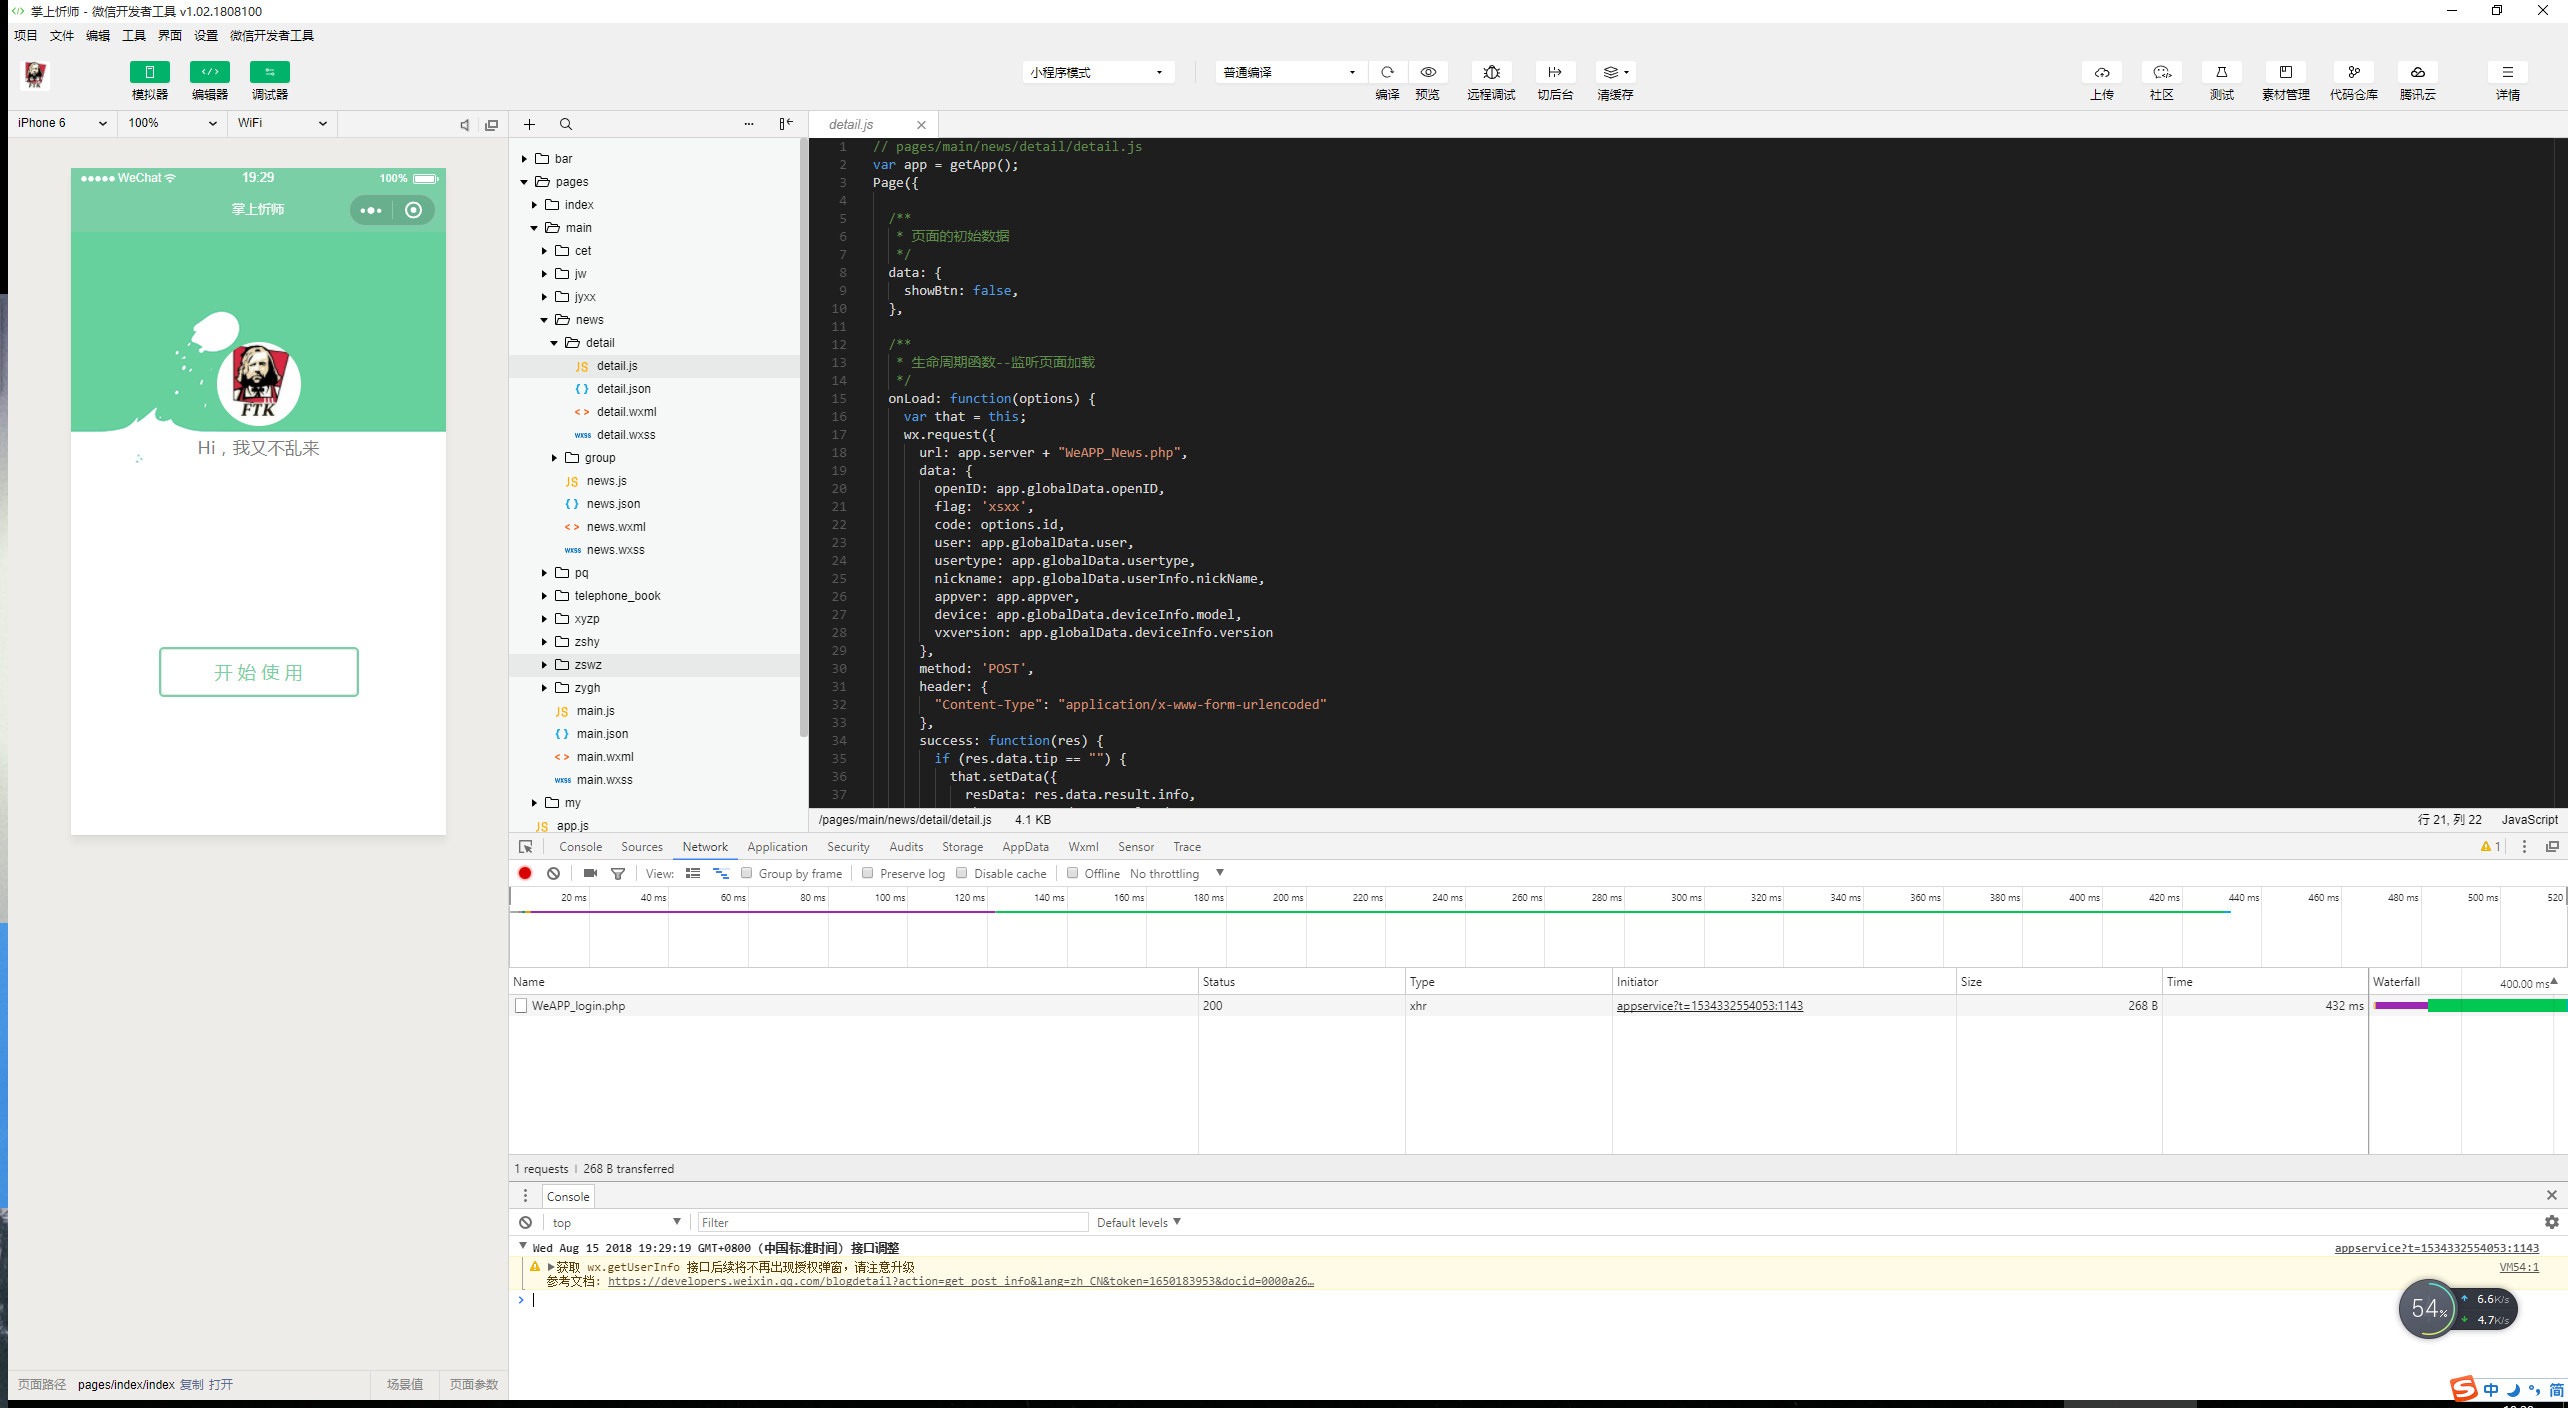 掌上忻师 - 微信开发者工具 v1.02.1808100
项目 文件 编辑 工具 界面 设置 微信开发者工具
模拟器 编辑器 调试器
小程序模式 普通编译
编译 预览 远程调试 切后台 清缓存
上传 社区 测试 素材管理 代码仓库 腾讯云 详情
iPhone 6 100% WiFi
WeChat 19:29 100%
掌上忻师
FTK
Hi，我又不乱来
开始使用
页面路径 pages/index/index 复制 打开 场景值 页面参数
bar
pages
index
main
cet
jw
jyxx
news
detail
JS detail.js
{ } detail.json
< > detail.wxml
wxss detail.wxss
group
JS news.js
{ } news.json
< > news.wxml
wxss news.wxss
pq
telephone_book
xyzp
zshy
zswz
zygh
JS main.js
{ } main.json
< > main.wxml
wxss main.wxss
my
JS app.js
detail.js
1 // pages/main/news/detail/detail.js
2 var app = getApp();
3 Page({
4
5 /**
6 * 页面的初始数据
7 */
8 data: {
9 showBtn: false,
10 },
11
12 /**
13 * 生命周期函数--监听页面加载
14 */
15 onLoad: function(options) {
16 var that = this;
17 wx.request({
18 url: app.server + "WeAPP_News.php",
19 data: {
20 openID: app.globalData.openID,
21 flag: 'xsxx',
22 code: options.id,
23 user: app.globalData.user,
24 usertype: app.globalData.usertype,
25 nickname: app.globalData.userInfo.nickName,
26 appver: app.appver,
27 device: app.globalData.deviceInfo.model,
28 vxversion: app.globalData.deviceInfo.version
29 },
30 method: 'POST',
31 header: {
32 "Content-Type": "application/x-www-form-urlencoded"
33 },
34 success: function(res) {
35 if (res.data.tip == "") {
36 that.setData({
37 resData: res.data.result.info,
/pages/main/news/detail/detail.js 4.1 KB 行 21, 列 22 JavaScript
Console Sources Network Application Security Audits Storage AppData Wxml Sensor Trace 1
View: Group by frame Preserve log Disable cache Offline No throttling
20 ms 40 ms 60 ms 80 ms 100 ms 120 ms 140 ms 160 ms 180 ms 200 ms 220 ms 240 ms 260 ms 280 ms 300 ms 320 ms 340 ms 360 ms 380 ms 400 ms 420 ms 440 ms 460 ms 480 ms 500 ms 520
Name Status Type Initiator Size Time Waterfall 400.00 ms
WeAPP_login.php 200 xhr appservice?t=1534332554053:1143 268 B 432 ms
1 requests | 268 B transferred
Console
top Filter Default levels
Wed Aug 15 2018 19:29:19 GMT+0800 (中国标准时间) 接口调整 appservice?t=1534332554053:1143
获取 wx.getUserInfo 接口后续将不再出现授权弹窗，请注意升级 VM54:1
参考文档: https://developers.weixin.qq.com/blogdetail?action=get_post_info&lang=zh_CN&token=1650183953&docid=0000a26…
54% 6.6K/s
4.7K/s
S 中 简